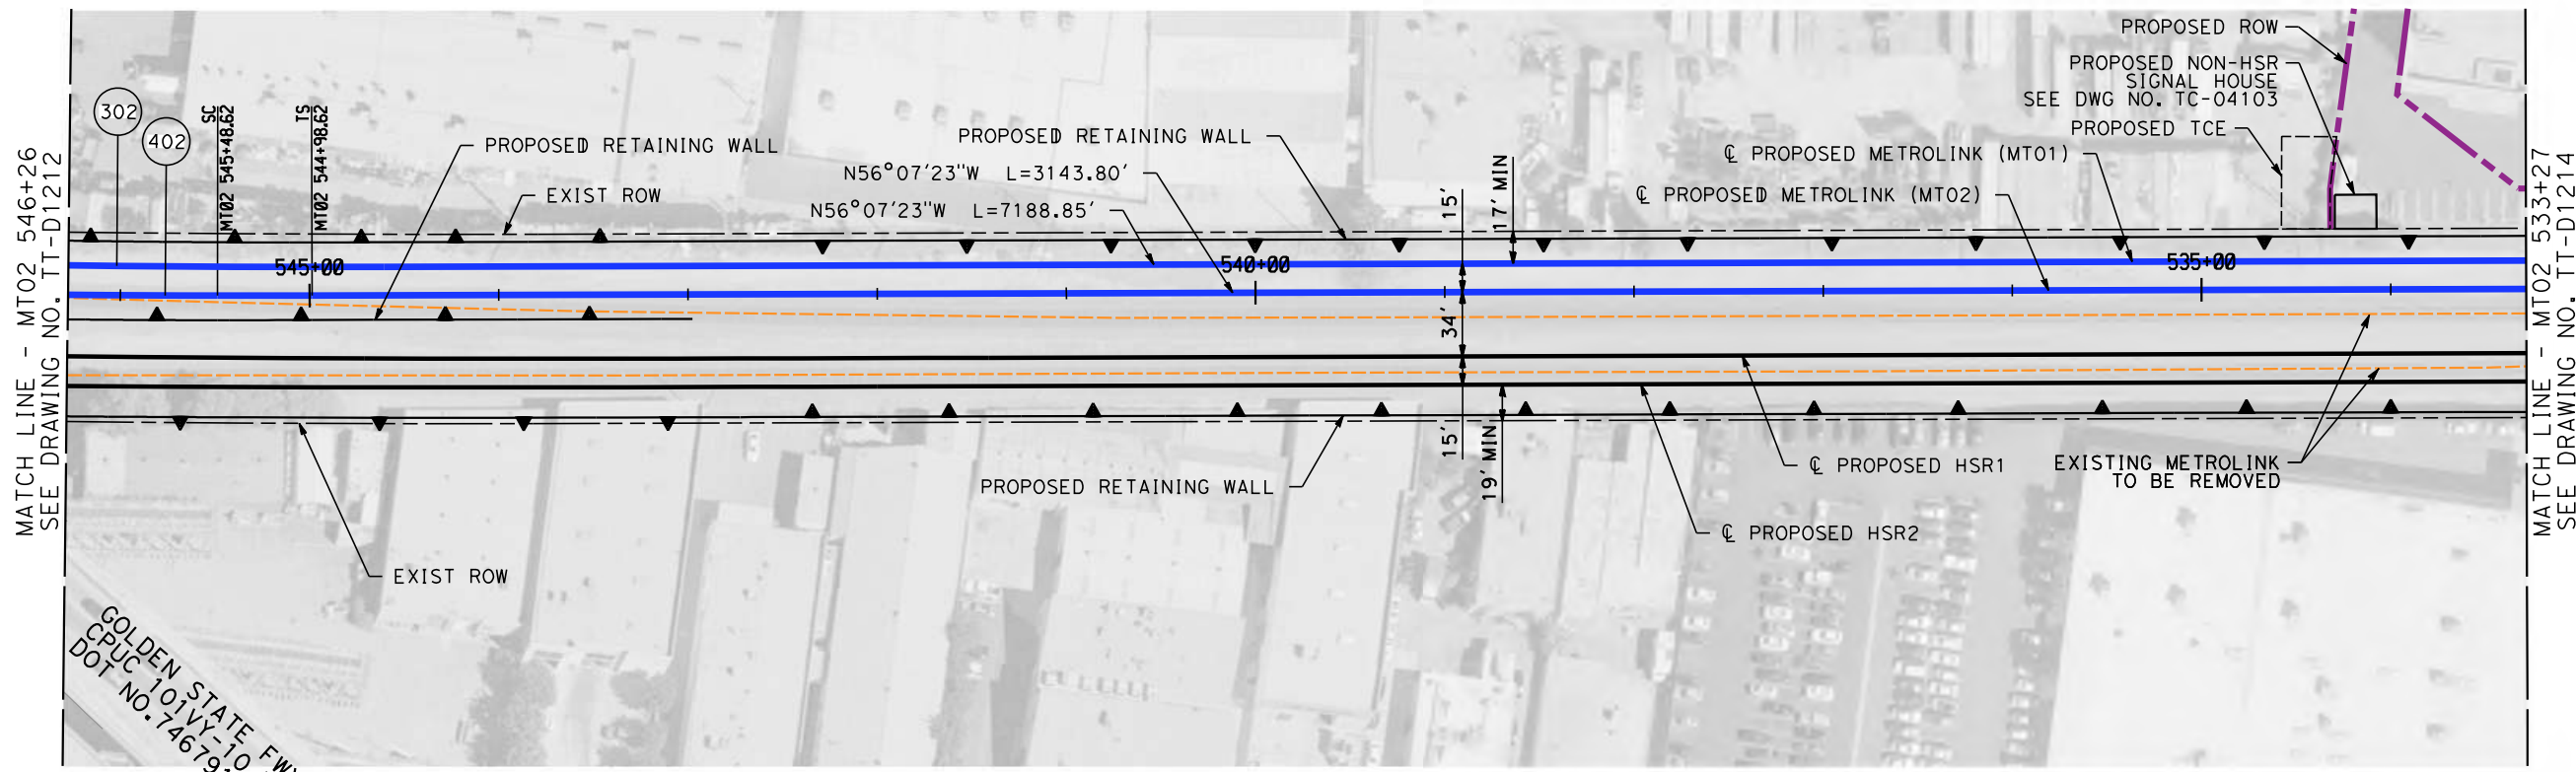 MATCH LINE - MT02 546+26
SEE DRAWING NO. TT-D1212
302
402
SC
MT02 545+48.62
TS
MT02 544+98.62
PROPOSED RETAINING WALL
EXIST ROW
PROPOSED RETAINING WALL
N56°07'23"W L=3143.80'
N56°07'23"W L=7188.85'
15'
17' MIN
℄ PROPOSED METROLINK (MT01)
℄ PROPOSED METROLINK (MT02)
PROPOSED ROW
PROPOSED NON-HSR
SIGNAL HOUSE
SEE DWG NO. TC-04103
PROPOSED TCE
545+00
540+00
535+00
34'
15'
19' MIN
PROPOSED RETAINING WALL
℄ PROPOSED HSR1
℄ PROPOSED HSR2
EXISTING METROLINK
TO BE REMOVED
EXIST ROW
GOLDEN STATE FWY
CPUC 101VY-10
DOT NO.746791
MATCH LINE - MT02 533+27
SEE DRAWING NO. TT-D1214